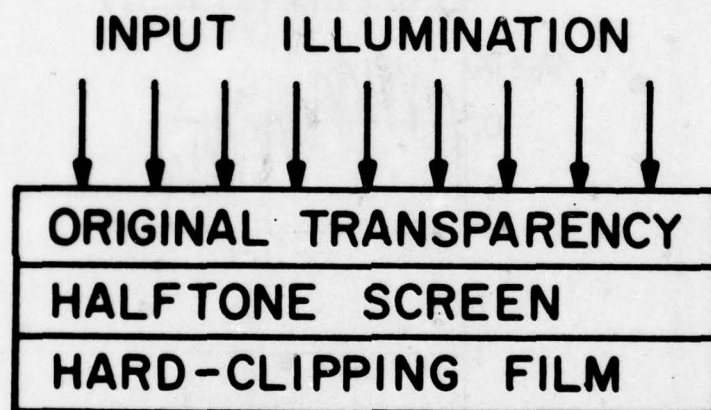 INPUT ILLUMINATION
ORIGINAL TRANSPARENCY
HALFTONE SCREEN
HARD-CLIPPING FILM